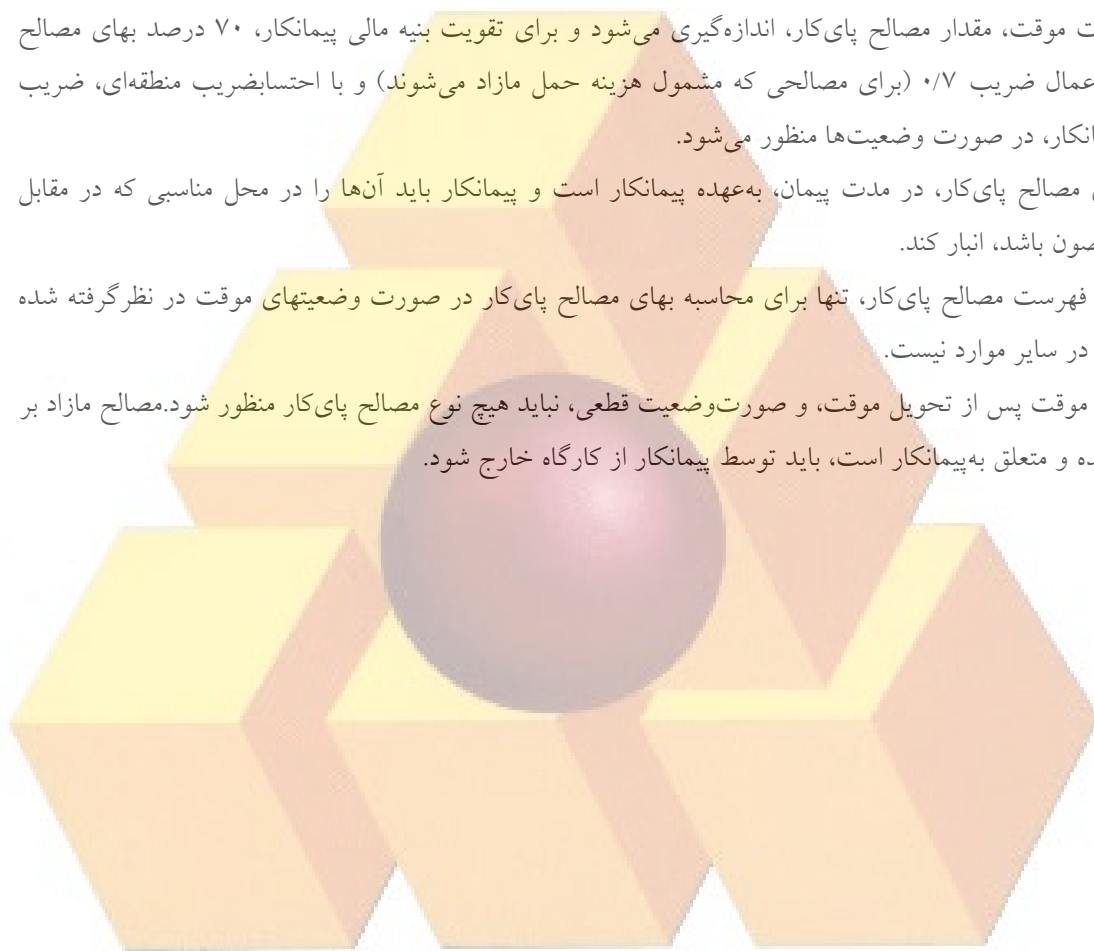 ت موقت، مقدار مصالح پای‌کار، اندازه‌گیری می‌شود و برای تقویت بنیه مالی پیمانکار، ۷۰ درصد بهای مصالح
عمال ضریب ۰/۷ (برای مصالحی که مشمول هزینه حمل مازاد می‌شوند) و با احتسابضریب منطقه‌ای، ضریب
انکار، در صورت وضعیت‌ها منظور می‌شود.
مصالح پای‌کار، در مدت پیمان، به‌عهده پیمانکار است و پیمانکار باید آن‌ها را در محل مناسبی که در مقابل
صون باشد، انبار کند.
فهرست مصالح پای‌کار، تنها برای محاسبه بهای مصالح پای‌کار در صورت وضعیتهای موقت در نظرگرفته شده
در سایر موارد نیست.
موقت پس از تحویل موقت، و صورت‌وضعیت قطعی، نباید هیچ نوع مصالح پای‌کار منظور شود.مصالح مازاد بر
ده و متعلق به‌پیمانکار است، باید توسط پیمانکار از کارگاه خارج شود.